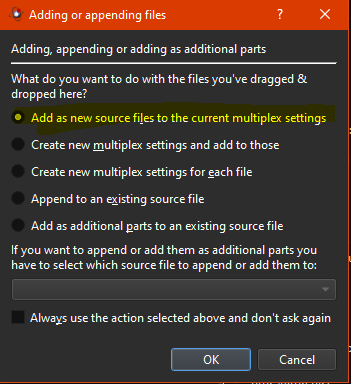 Adding or appending files
?
Adding, appending or adding as additional parts
What do you want to do with the files you've dragged &
dropped here?
Add as new source files to the current multiplex settings
Create new multiplex settings and add to those
Create new multiplex settings for each file
Append to an existing source file
Add as additional parts to an existing source file
If you want to append or add them as additional parts you
have to select which source file to append or add them to:
Always use the action selected above and don't ask again
OK
Cancel